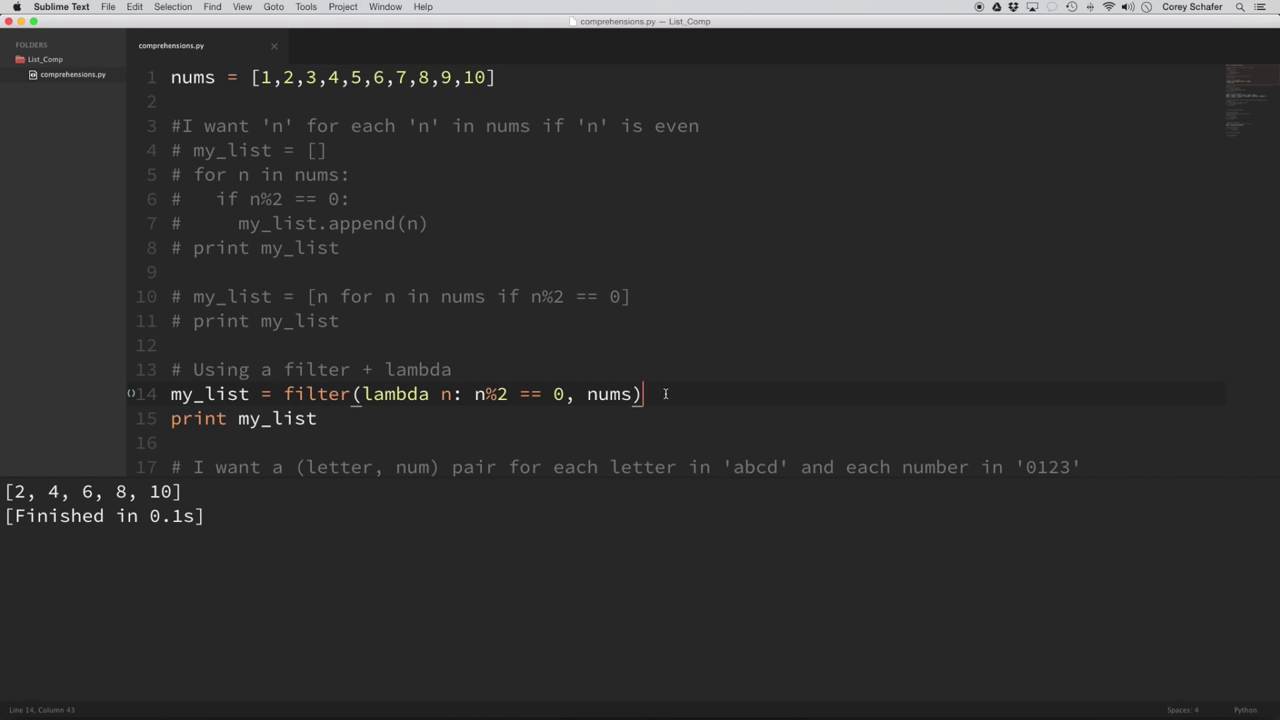 Sublime Text File Edit Selection Find View Goto Tools Project Window Help Corey Schafer
comprehensions.py — List_Comp
FOLDERS
List_Comp
comprehensions.py
comprehensions.py
1 nums = [1,2,3,4,5,6,7,8,9,10]
2
3 #I want 'n' for each 'n' in nums if 'n' is even
4 # my_list = []
5 # for n in nums:
6 #   if n%2 == 0:
7 #     my_list.append(n)
8 # print my_list
9
10 # my_list = [n for n in nums if n%2 == 0]
11 # print my_list
12
13 # Using a filter + lambda
14 my_list = filter(lambda n: n%2 == 0, nums)
15 print my_list
16
17 # I want a (letter, num) pair for each letter in 'abcd' and each number in '0123'
[2, 4, 6, 8, 10]
[Finished in 0.1s]
Line 14, Column 43 Spaces: 4 Python